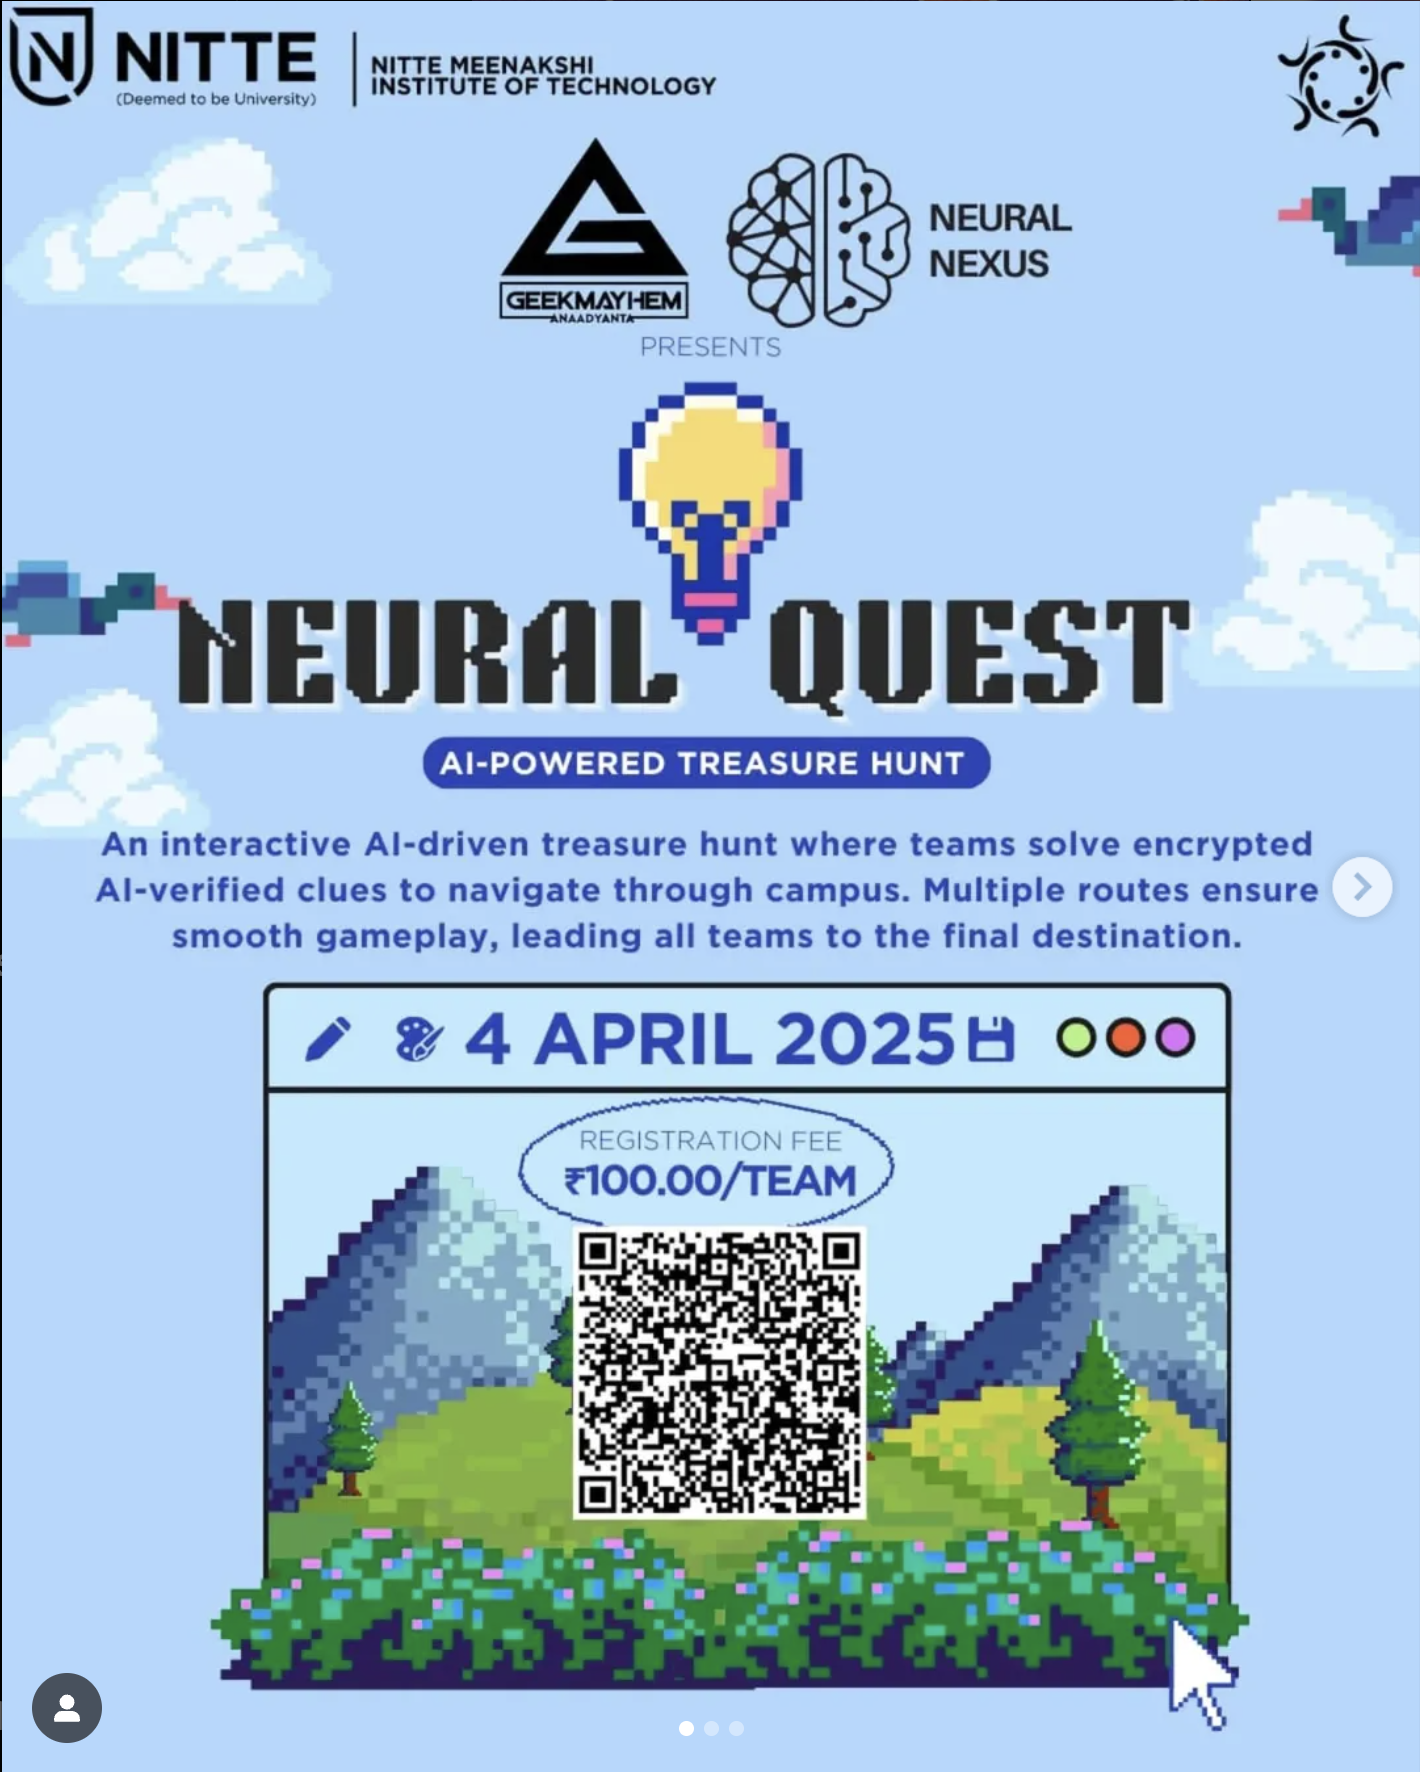 N NITTE
(Deemed to be University)
NITTE MEENAKSHI
INSTITUTE OF TECHNOLOGY
GEEKMAYHEM
ANAADYANTA
NEURAL
NEXUS
PRESENTS
NEURAL QUEST
AI-POWERED TREASURE HUNT
An interactive AI-driven treasure hunt where teams solve encrypted
AI-verified clues to navigate through campus. Multiple routes ensure
smooth gameplay, leading all teams to the final destination.
4 APRIL 2025
REGISTRATION FEE
₹100.00/TEAM